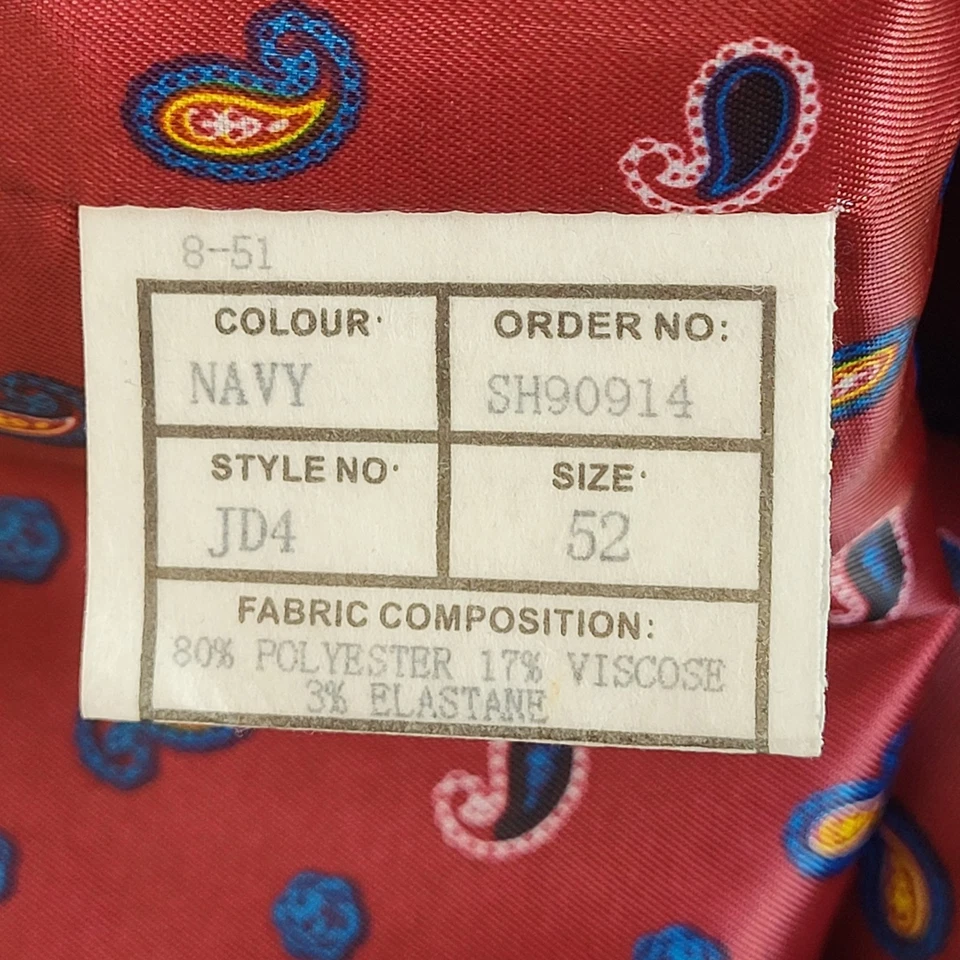 8-51
COLOUR· ORDER NO:
NAVY SH90914
STYLE NO· SIZE·
JD4 52
FABRIC COMPOSITION:
80% POLYESTER 17% VISCOSE
3% ELASTANE